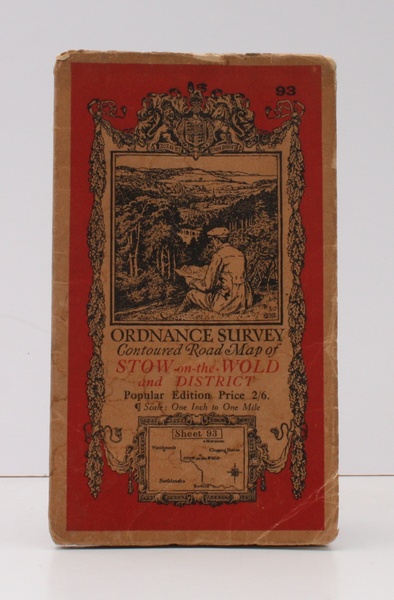 93
ORDNANCE SURVEY
Contoured Road Map of
STOW-on-the-WOLD
and DISTRICT
Popular Edition Price 2/6.
¶ Scale: One Inch to One Mile
Sheet 93
Chipping Norton
Northleach